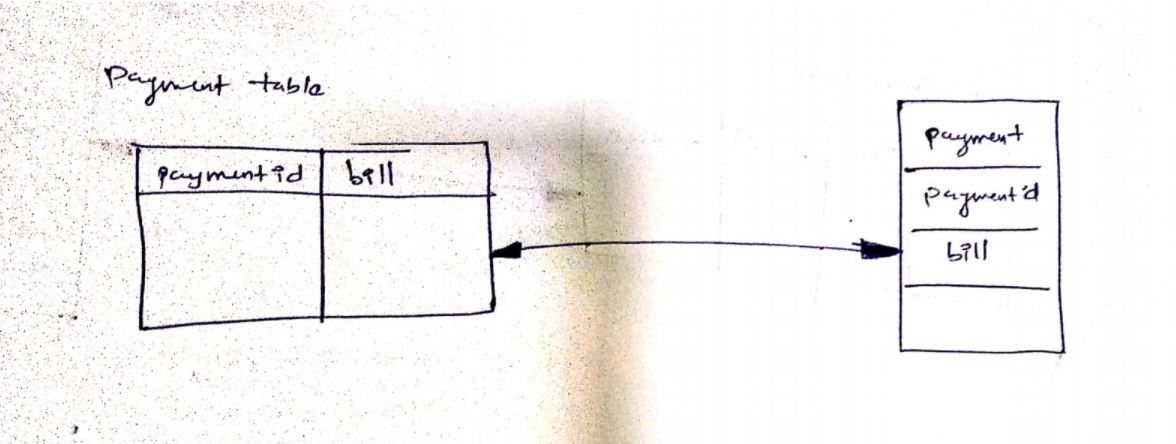 Payment table
paymentid bill
payment
paymentid
bill